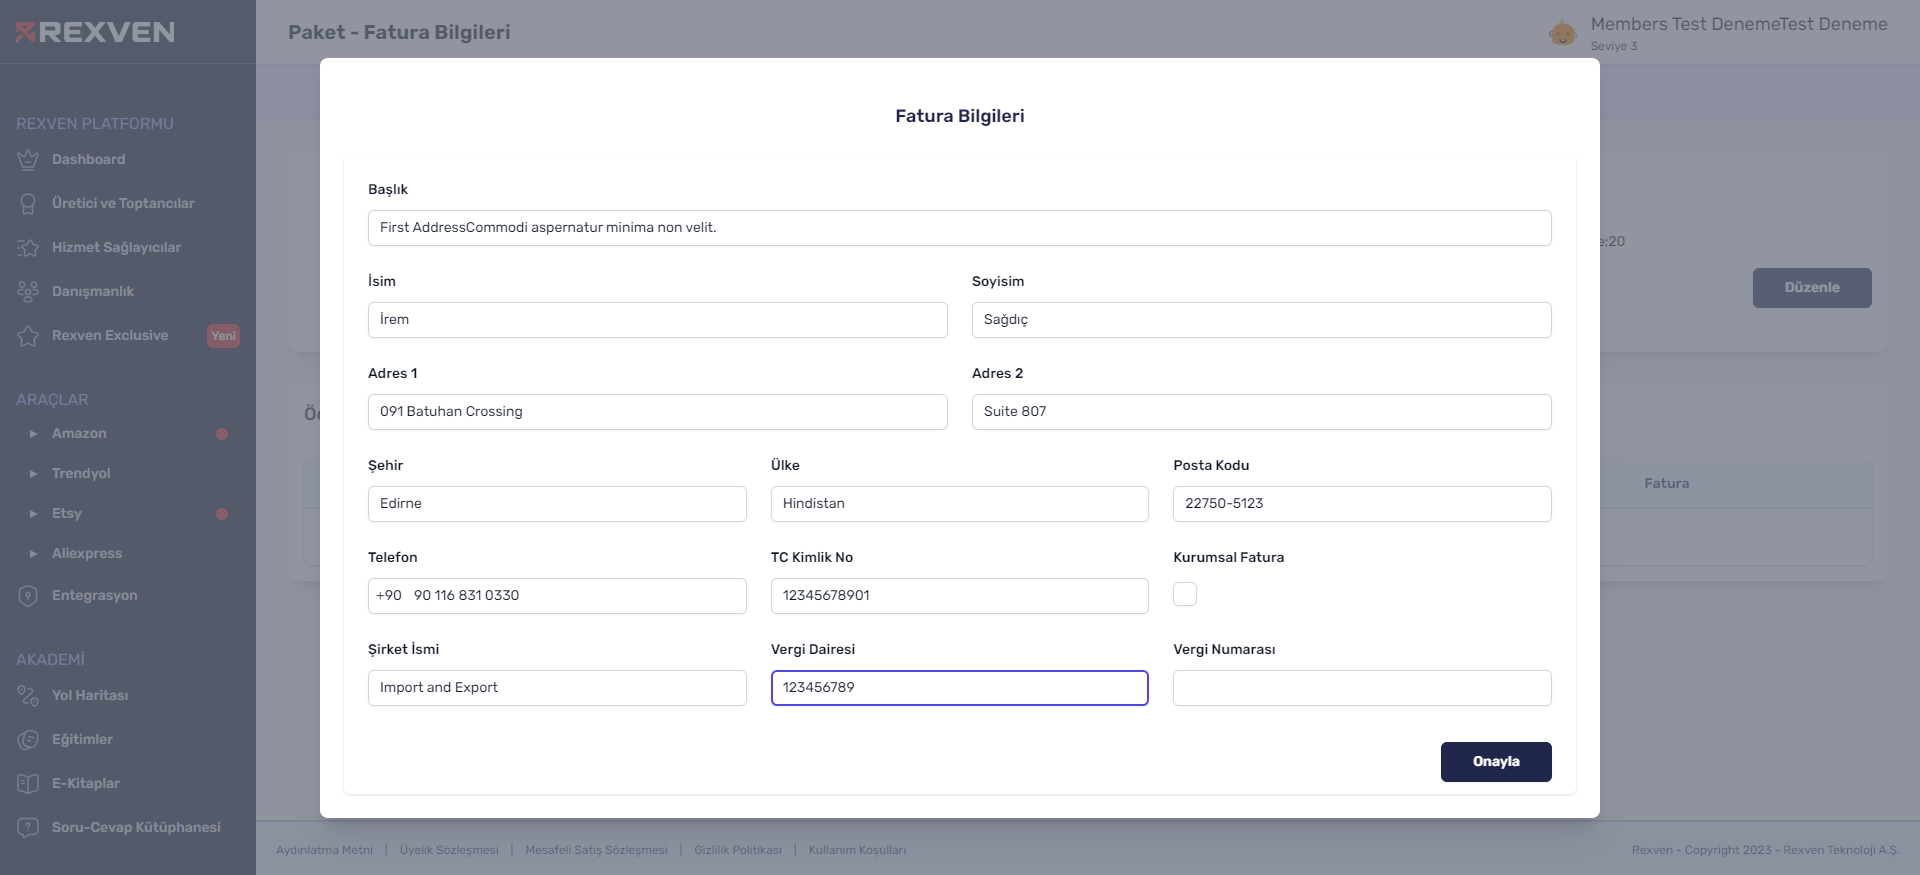 REXVEN
Paket - Fatura Bilgileri
Members Test DenemeTest Deneme
Seviye 3
REXVEN PLATFORMU
Dashboard
Üretici ve Toptancılar
Hizmet Sağlayıcılar
Danışmanlık
Rexven Exclusive
Yeni
ARAÇLAR
Amazon
Trendyol
Etsy
Aliexpress
Entegrasyon
AKADEMİ
Yol Haritası
Eğitimler
E-Kitaplar
Soru-Cevap Kütüphanesi
Fatura Bilgileri
Başlık
First AddressCommodi aspernatur minima non velit.
İsim
Soyisim
İrem
Sağdıç
Adres 1
Adres 2
091 Batuhan Crossing
Suite 807
Şehir
Ülke
Posta Kodu
Edirne
Hindistan
22750-5123
Telefon
TC Kimlik No
Kurumsal Fatura
+90 90 116 831 0330
12345678901
Şirket İsmi
Vergi Dairesi
Vergi Numarası
Import and Export
123456789
Onayla
:20
Düzenle
Fatura
Aydınlatma Metni | Üyelik Sözleşmesi | Mesafeli Satış Sözleşmesi | Gizlilik Politikası | Kullanım Koşulları
Rexven - Copyright 2023 - Rexven Teknoloji A.Ş.